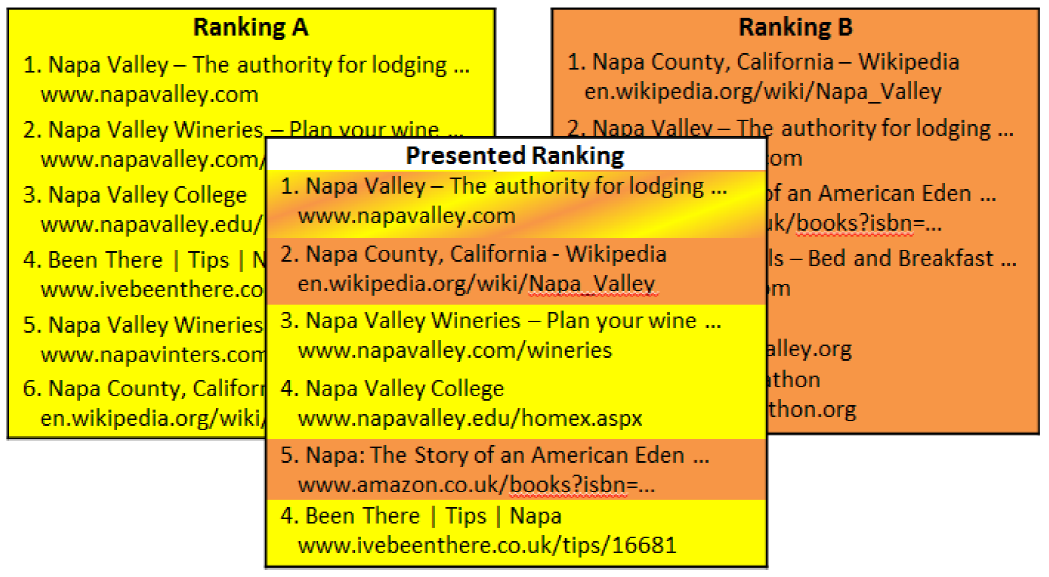 Ranking A
1. Napa Valley – The authority for lodging ...
www.napavalley.com
2. Napa Valley Wineries – Plan your wine ...
www.napavalley.com/
3. Napa Valley College
www.napavalley.edu/
4. Been There | Tips | N
www.ivebeenthere.co
5. Napa Valley Wineries
www.napavinters.com
6. Napa County, Califor
en.wikipedia.org/wiki/
Ranking B
1. Napa County, California – Wikipedia
en.wikipedia.org/wiki/Napa_Valley
2. Napa Valley – The authority for lodging ...
om
of an American Eden ...
uk/books?isbn=...
ls – Bed and Breakfast ...
om
alley.org
athon
thon.org
Presented Ranking
1. Napa Valley – The authority for lodging ...
www.napavalley.com
2. Napa County, California - Wikipedia
en.wikipedia.org/wiki/Napa_Valley
3. Napa Valley Wineries – Plan your wine ...
www.napavalley.com/wineries
4. Napa Valley College
www.napavalley.edu/homex.aspx
5. Napa: The Story of an American Eden ...
www.amazon.co.uk/books?isbn=...
4. Been There | Tips | Napa
www.ivebeenthere.co.uk/tips/16681